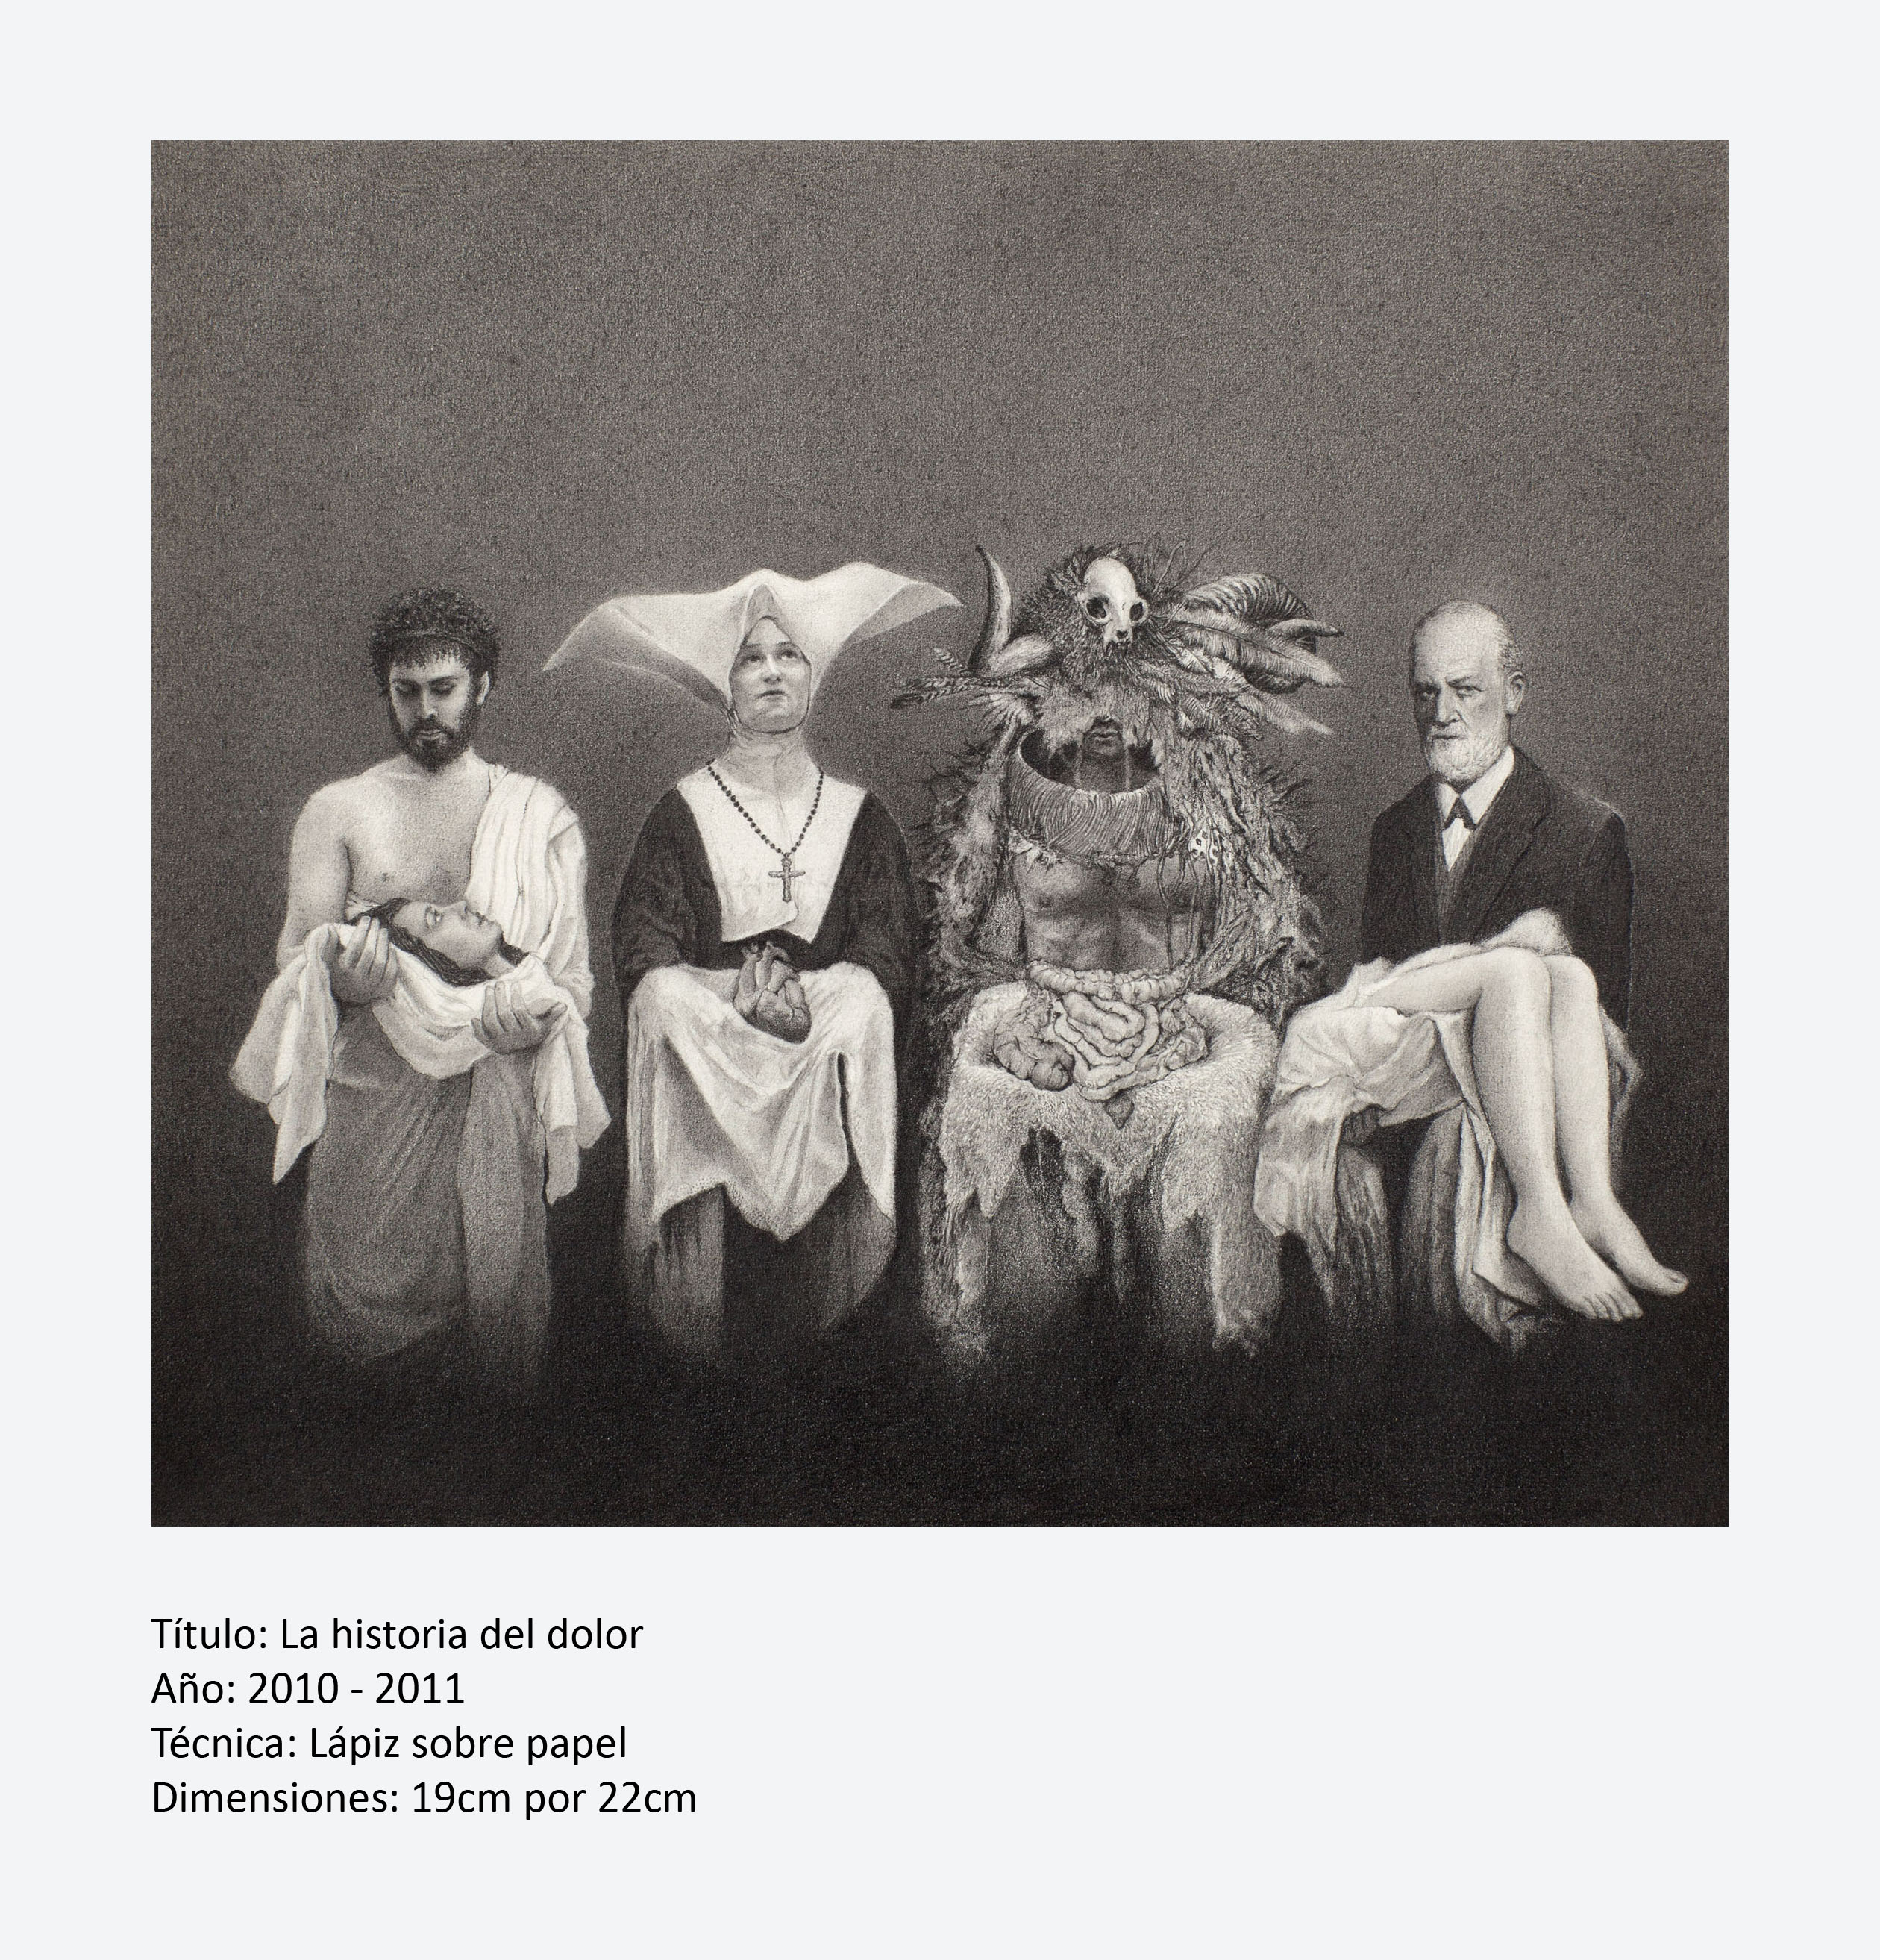 Título: La historia del dolor
Año: 2010 - 2011
Técnica: Lápiz sobre papel
Dimensiones: 19cm por 22cm